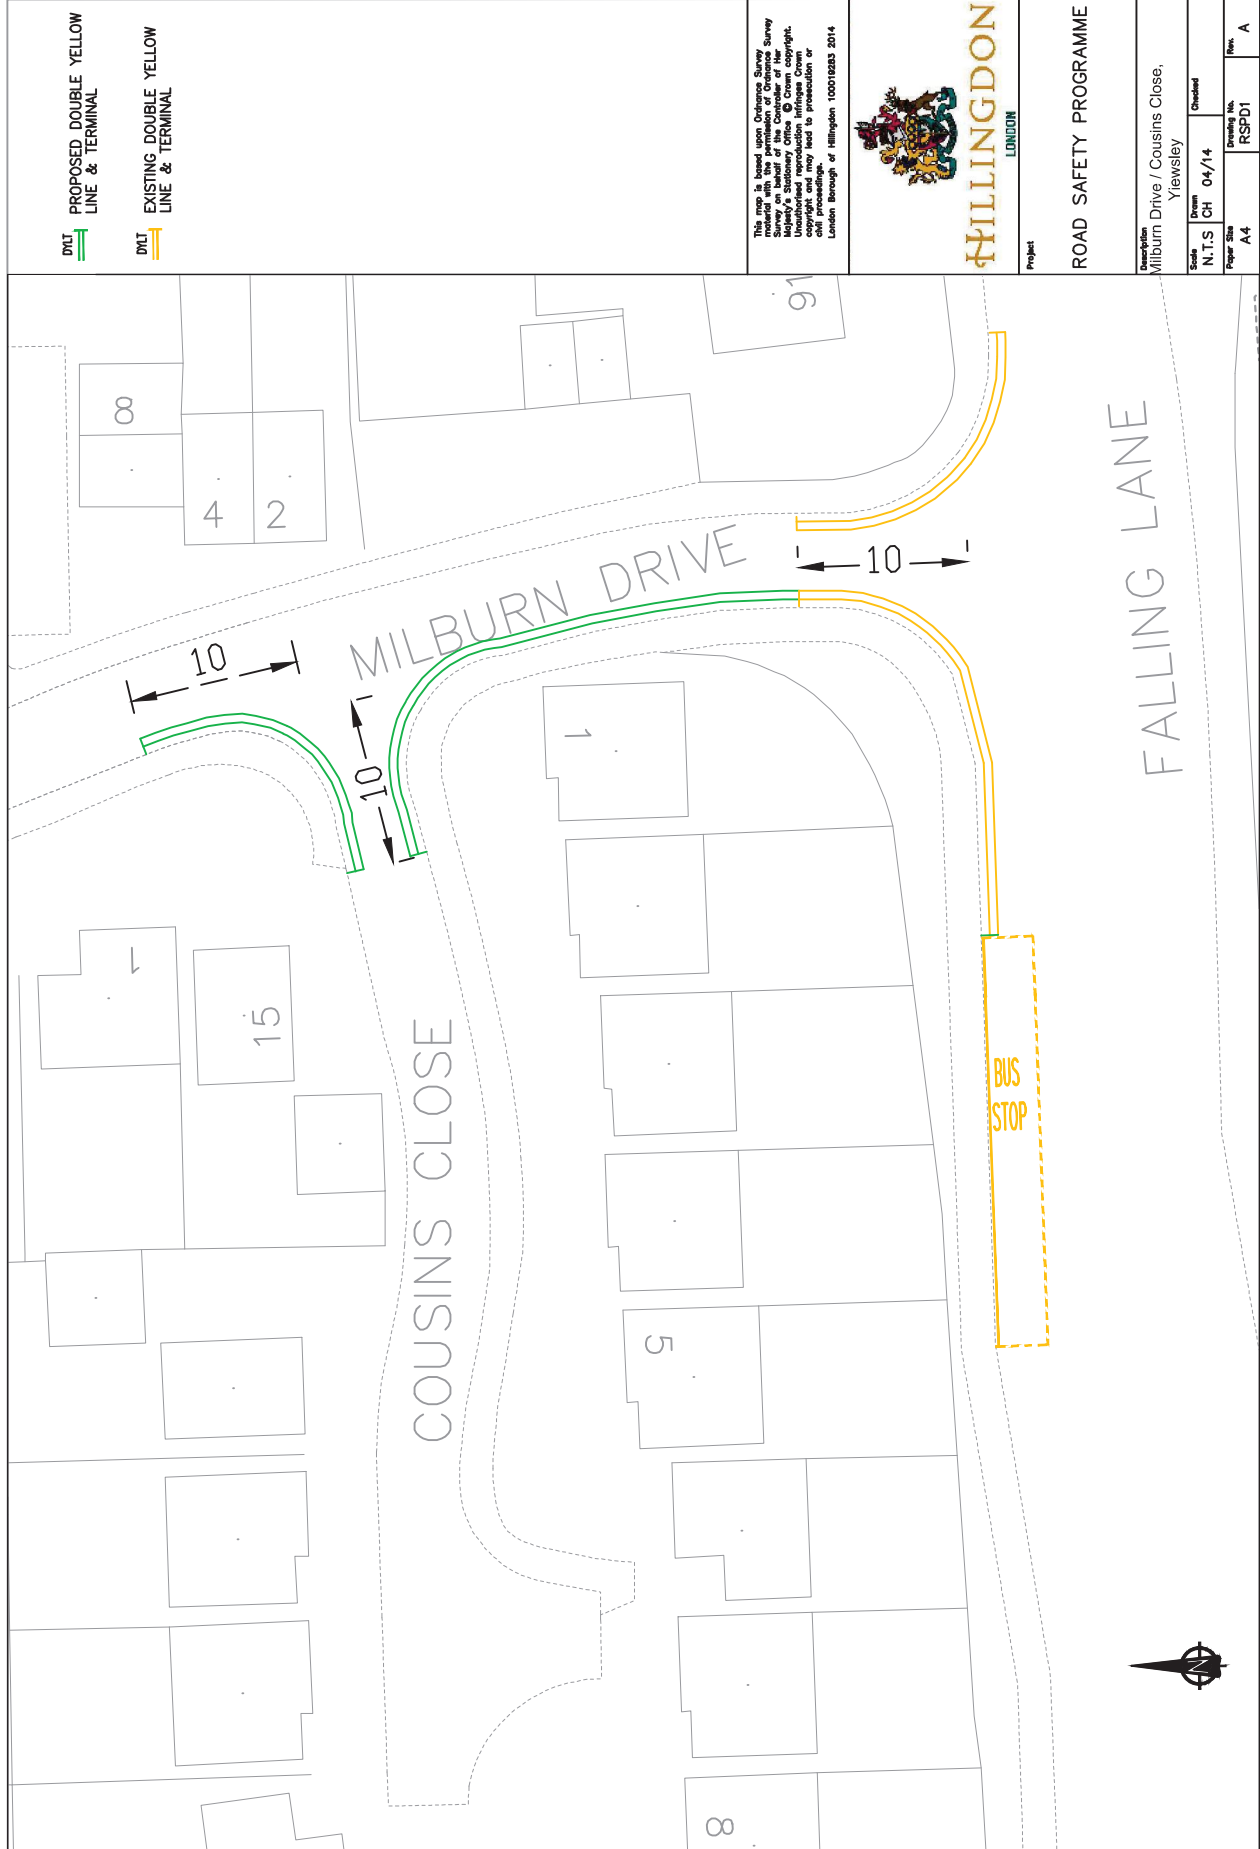 DYLT
PROPOSED DOUBLE YELLOW
LINE & TERMINAL
DYLT
EXISTING DOUBLE YELLOW
LINE & TERMINAL
This map is based upon Ordnance Survey
material with the permission of Ordnance Survey
Survey on behalf of the Controller of Her
Majesty's Stationery Office © Crown copyright.
Unauthorised reproduction infringes Crown
copyright and may lead to prosecution or
civil proceedings.
London Borough of Hillingdon 100019283 2014
HILLINGDON
LONDON
Project
ROAD SAFETY PROGRAMME
Description
Milburn Drive / Cousins Close,
Yiewsley
Scale
N.T.S
Drawn
CH 04/14
Checked
Paper Size
A4
Drawing No.
RSPD1
Rev.
A
8
4
2
91
MILBURN DRIVE
10
10
10
FALLING LANE
1
1
15
COUSINS CLOSE
5
8
BUS
STOP
N